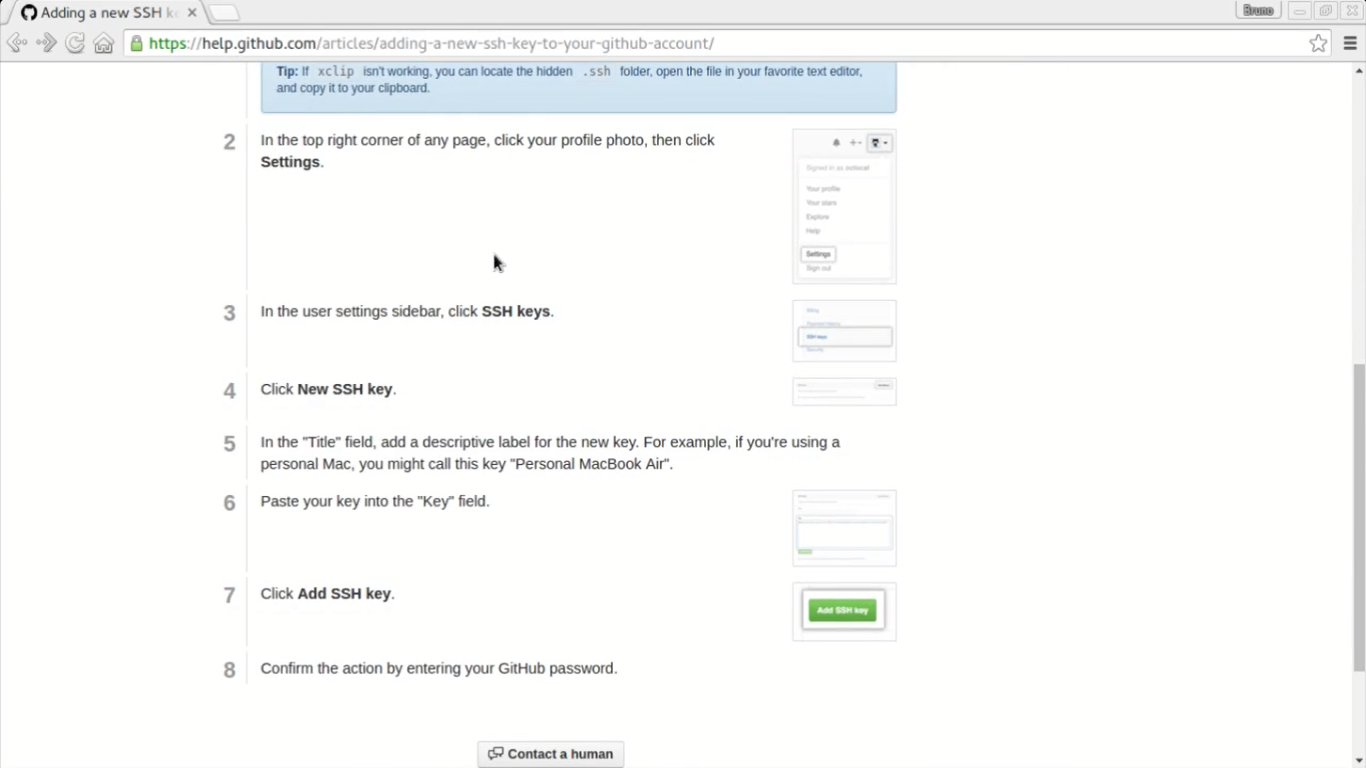 Adding a new SSH k
Bruno
https://help.github.com/articles/adding-a-new-ssh-key-to-your-github-account/
Tip: If xclip isn't working, you can locate the hidden .ssh folder, open the file in your favorite text editor,
and copy it to your clipboard.
2
In the top right corner of any page, click your profile photo, then click
Settings.
Signed in as octocat
Your profile
Your stars
Explore
Help
Settings
Sign out
3
In the user settings sidebar, click SSH keys.
Billing
Payment history
SSH keys
Security
4
Click New SSH key.
5
In the "Title" field, add a descriptive label for the new key. For example, if you're using a
personal Mac, you might call this key "Personal MacBook Air".
6
Paste your key into the "Key" field.
7
Click Add SSH key.
Add SSH key
8
Confirm the action by entering your GitHub password.
Contact a human